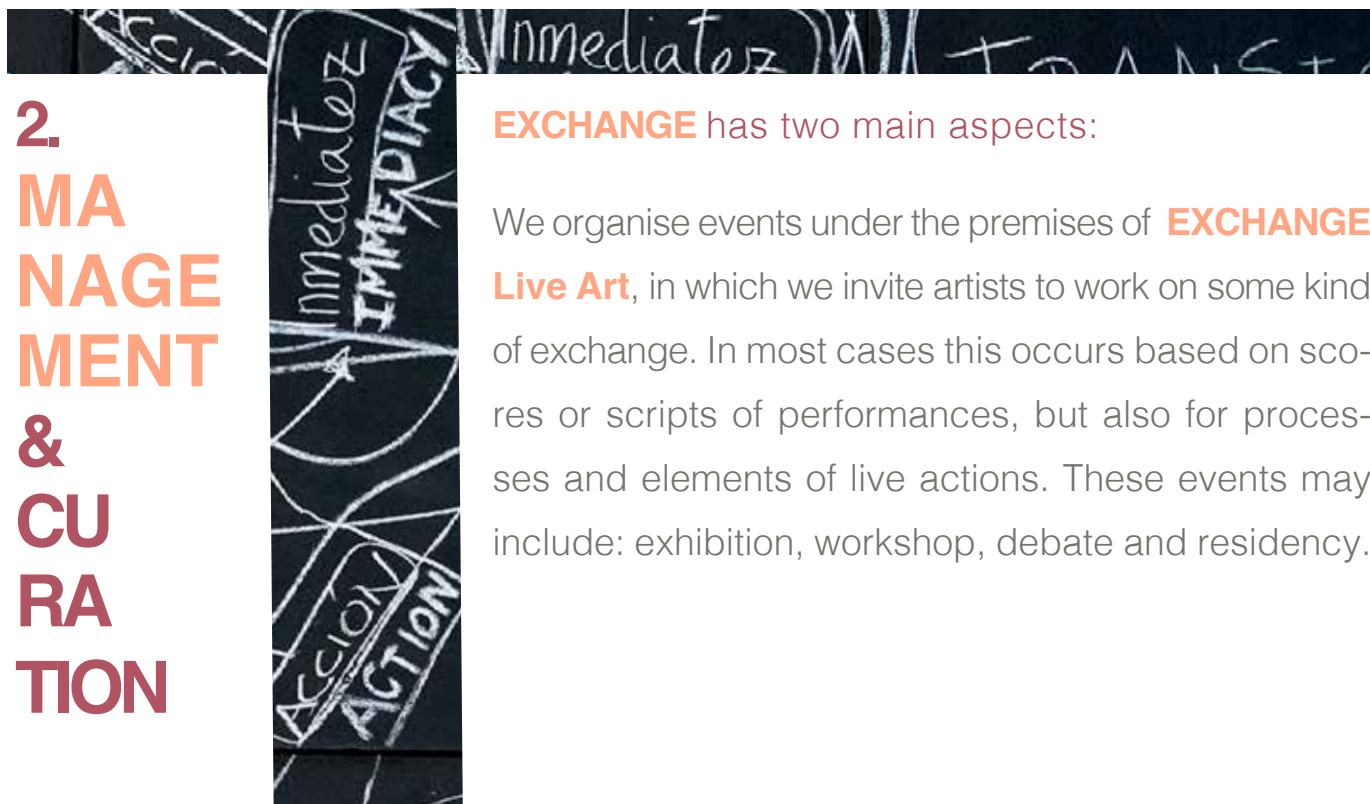 Inmediatez
2.
MA
NAGE
MENT
&
CU
RA
TION
Inmediatez
IMMEDIACY
ACCIÓN
ACTION
EXCHANGE has two main aspects:
We organise events under the premises of EXCHANGE
Live Art, in which we invite artists to work on some kind
of exchange. In most cases this occurs based on sco-
res or scripts of performances, but also for proces-
ses and elements of live actions. These events may
include: exhibition, workshop, debate and residency.